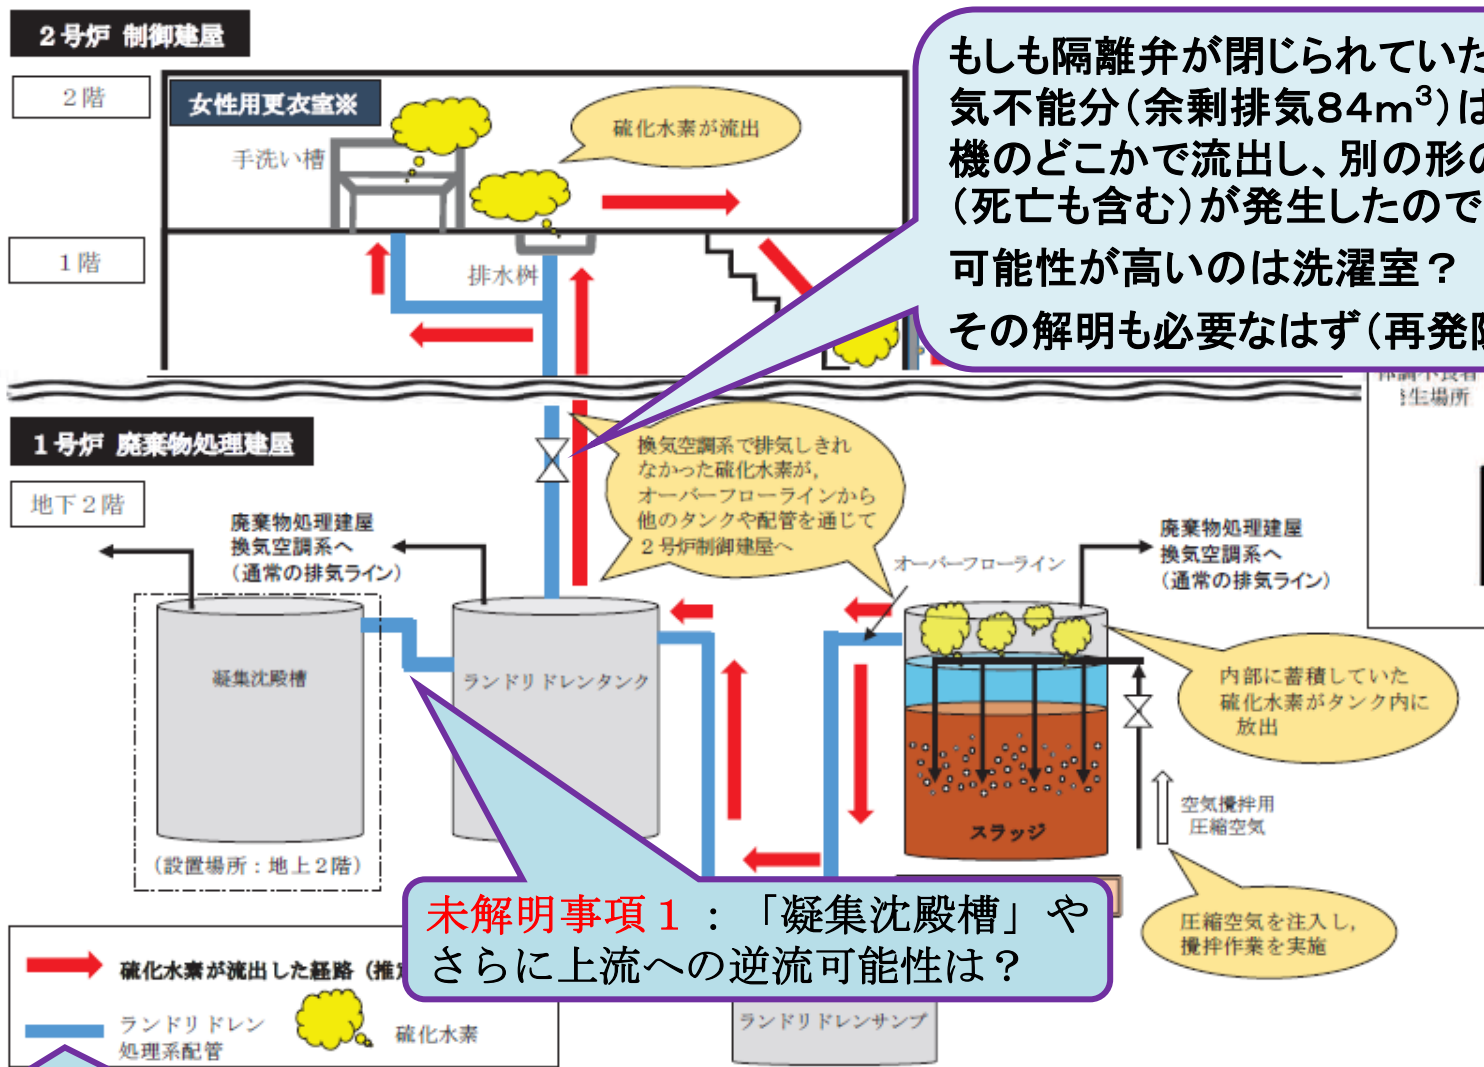 2号炉 制御建屋
2階
女性用更衣室※
手洗い槽
硫化水素が流出
1階
排水桝
もしも隔離弁が閉じられていた
気不能分(余剰排気84m³)は
機のどこかで流出し、別の形の
(死亡も含む)が発生したので
可能性が高いのは洗濯室?
その解明も必要なはず(再発防
発生場所
1号炉 廃棄物処理建屋
地下2階
換気空調系で排気しきれ
なかった硫化水素が,
オーバーフローラインから
他のタンクや配管を通じて
2号炉制御建屋へ
廃棄物処理建屋
換気空調系へ
(通常の排気ライン)
オーバーフローライン
廃棄物処理建屋
換気空調系へ
(通常の排気ライン)
凝集沈殿槽
(設置場所:地上2階)
ランドリドレンタンク
内部に蓄積していた
硫化水素がタンク内に
放出
スラッジ
空気攪拌用
圧縮空気
圧縮空気を注入し,
攪拌作業を実施
未解明事項1:「凝集沈殿槽」や
さらに上流への逆流可能性は?
硫化水素が流出した経路(推
ランドリドレン
処理系配管
硫化水素
ランドリドレンサンプ